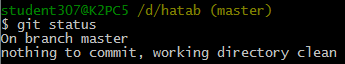 student307@K2PC5 /d/hatab (master)
$ git status
On branch master
nothing to commit, working directory clean